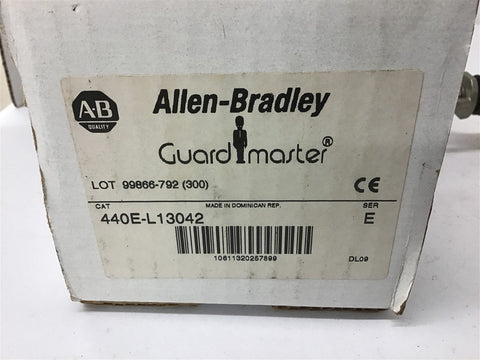 A-B
QUALITY
Allen-Bradley
Guardmaster®
LOT 99866-792 (300)
CE
CAT
MADE IN DOMINICAN REP.
SER
440E-L13042
E
10611320257899
DL09